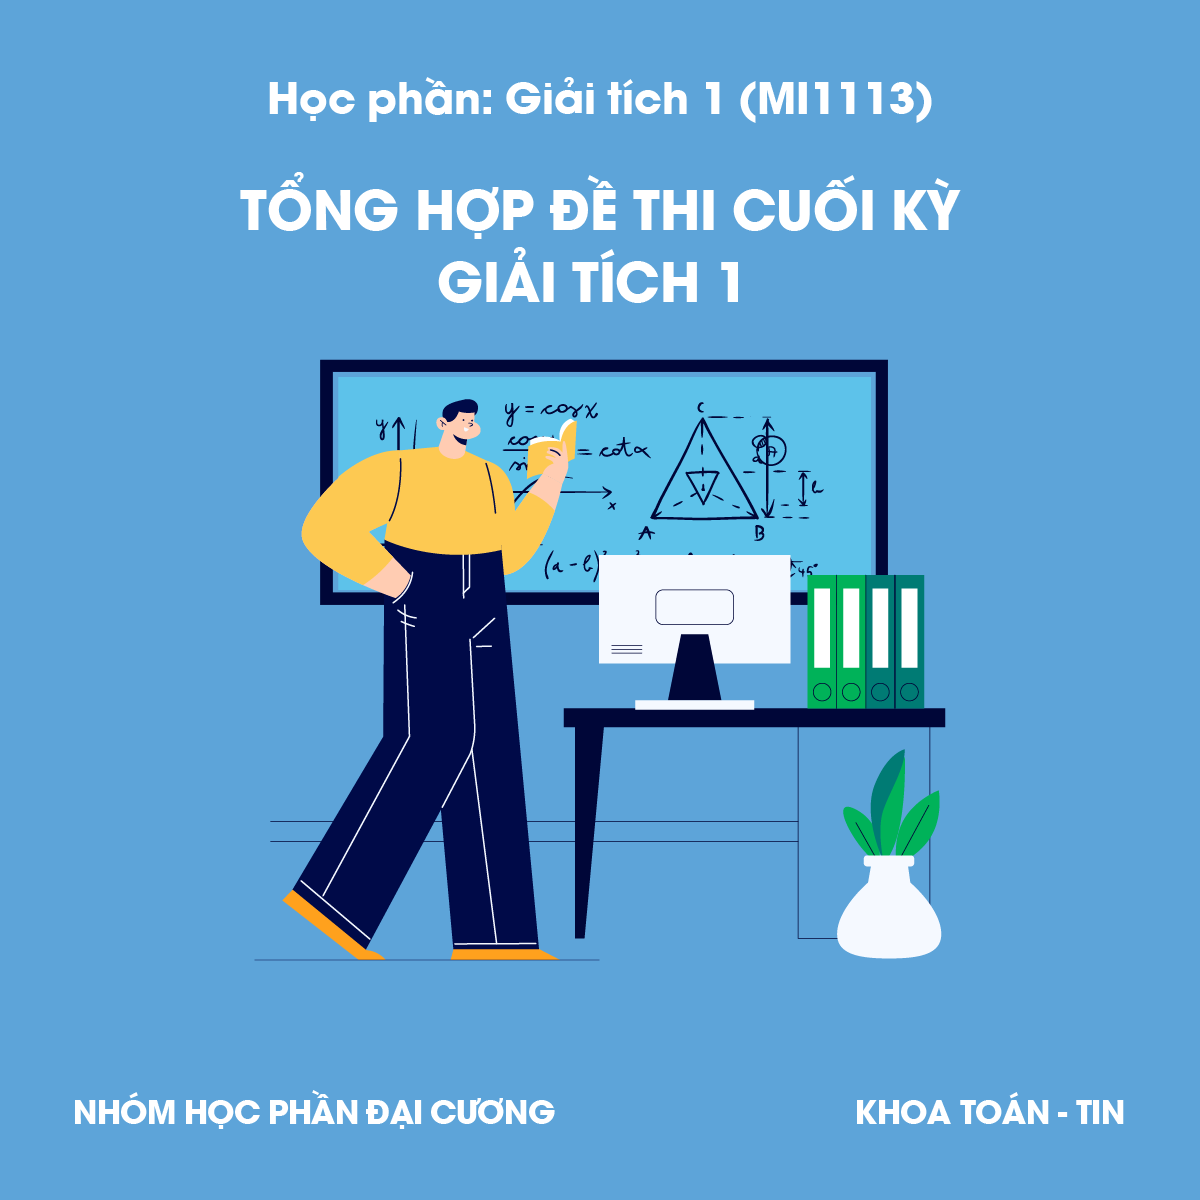 Học phần: Giải tích 1 (MI1113)
TỔNG HỢP ĐỀ THI CUỐI KỲ
GIẢI TÍCH 1
y = cosx
y
= cotα
x
C
h
A
B
(a - b)
45°
NHÓM HỌC PHẦN ĐẠI CƯƠNG
KHOA TOÁN - TIN